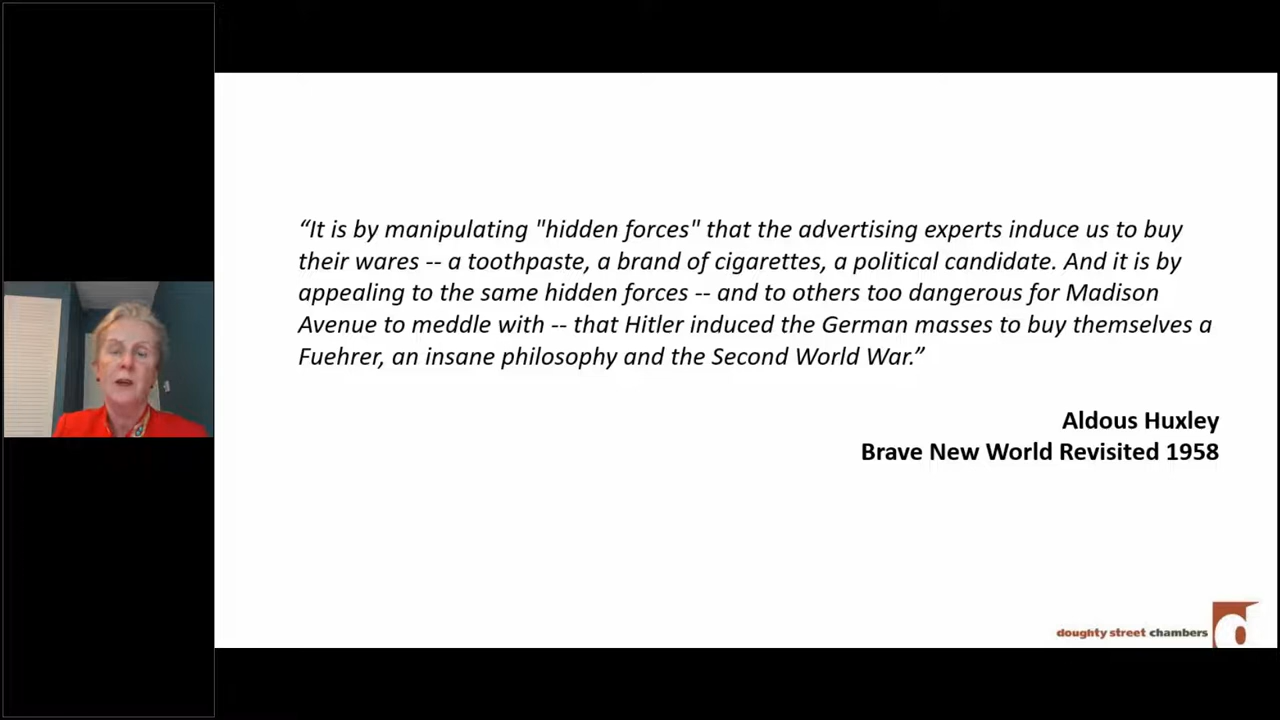 “It is by manipulating "hidden forces" that the advertising experts induce us to buy
their wares -- a toothpaste, a brand of cigarettes, a political candidate. And it is by
appealing to the same hidden forces -- and to others too dangerous for Madison
Avenue to meddle with -- that Hitler induced the German masses to buy themselves a
Fuehrer, an insane philosophy and the Second World War.”
Aldous Huxley
Brave New World Revisited 1958
doughty street chambers